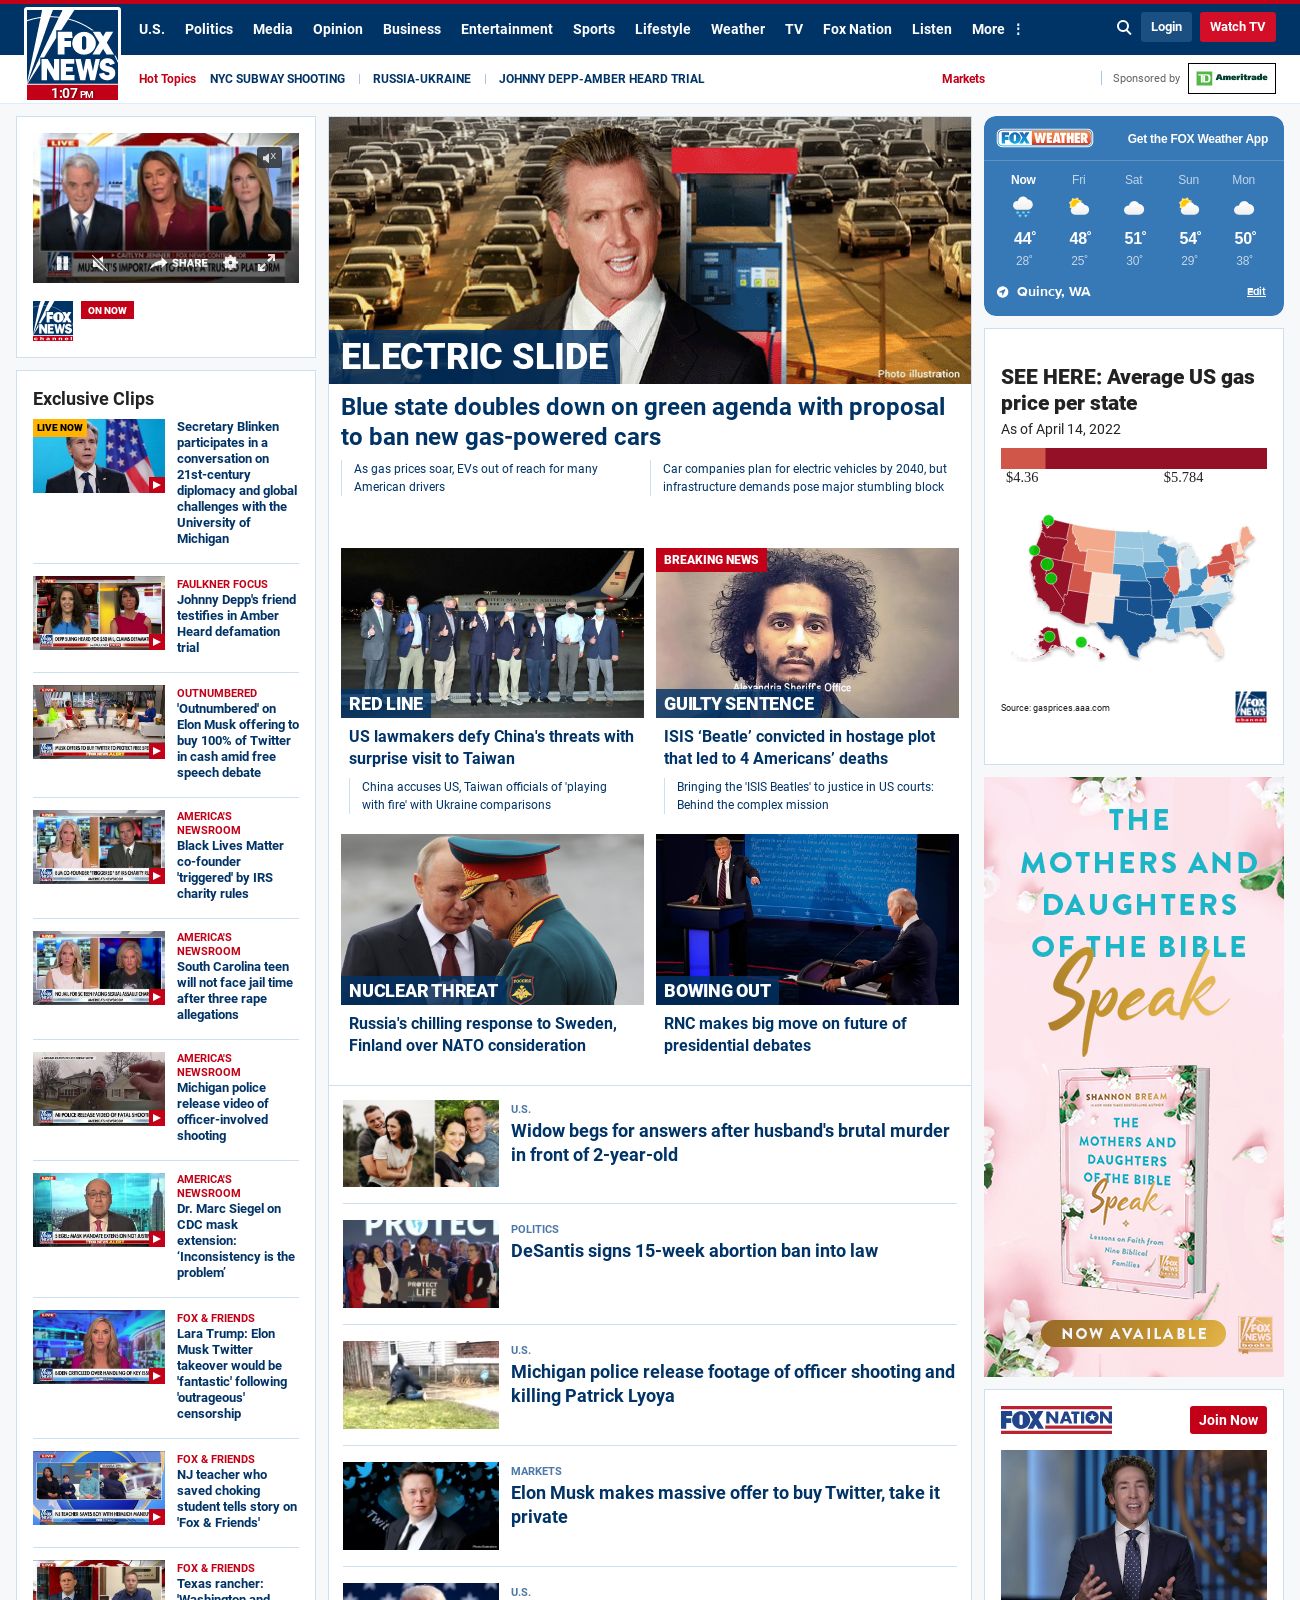 FOX
NEWS
1:07 PM
U.S. Politics Media Opinion Business Entertainment Sports Lifestyle Weather TV Fox Nation Listen More
Login
Watch TV
Hot Topics NYC SUBWAY SHOOTING RUSSIA-UKRAINE JOHNNY DEPP-AMBER HEARD TRIAL
Markets
Sponsored by
TD Ameritrade
LIVE
CAITLYN JENNER
SHARE
FOX
NEWS
channel
ON NOW
Exclusive Clips
LIVE NOW
Secretary Blinken
participates in a
conversation on
21st-century
diplomacy and global
challenges with the
University of
Michigan
FAULKNER FOCUS
Johnny Depp's friend
testifies in Amber
Heard defamation
trial
OUTNUMBERED
'Outnumbered' on
Elon Musk offering to
buy 100% of Twitter
in cash amid free
speech debate
AMERICA'S
NEWSROOM
Black Lives Matter
co-founder
'triggered' by IRS
charity rules
AMERICA'S
NEWSROOM
South Carolina teen
will not face jail time
after three rape
allegations
AMERICA'S
NEWSROOM
Michigan police
release video of
officer-involved
shooting
AMERICA'S
NEWSROOM
Dr. Marc Siegel on
CDC mask
extension:
‘Inconsistency is the
problem’
FOX & FRIENDS
Lara Trump: Elon
Musk Twitter
takeover would be
'fantastic' following
'outrageous'
censorship
FOX & FRIENDS
NJ teacher who
saved choking
student tells story on
'Fox & Friends'
FOX & FRIENDS
Texas rancher:
'Washington and
ELECTRIC SLIDE
Photo illustration
Blue state doubles down on green agenda with proposal
to ban new gas-powered cars
As gas prices soar, EVs out of reach for many
American drivers
Car companies plan for electric vehicles by 2040, but
infrastructure demands pose major stumbling block
RED LINE
US lawmakers defy China's threats with
surprise visit to Taiwan
China accuses US, Taiwan officials of 'playing
with fire' with Ukraine comparisons
BREAKING NEWS
Alexandria Sheriff's Office
GUILTY SENTENCE
ISIS ‘Beatle’ convicted in hostage plot
that led to 4 Americans’ deaths
Bringing the 'ISIS Beatles' to justice in US courts:
Behind the complex mission
NUCLEAR THREAT
Russia's chilling response to Sweden,
Finland over NATO consideration
BOWING OUT
RNC makes big move on future of
presidential debates
U.S.
Widow begs for answers after husband's brutal murder
in front of 2-year-old
PROTECT
PROTECT
LIFE
POLITICS
DeSantis signs 15-week abortion ban into law
U.S.
Michigan police release footage of officer shooting and
killing Patrick Lyoya
MARKETS
Elon Musk makes massive offer to buy Twitter, take it
private
U.S.
FOX WEATHER
Get the FOX Weather App
Now Fri Sat Sun Mon
44° 48° 51° 54° 50°
28° 25° 30° 29° 38°
Quincy, WA
Edit
SEE HERE: Average US gas
price per state
As of April 14, 2022
$4.36 $5.784
Source: gasprices.aaa.com
FOX
NEWS
channel
THE
MOTHERS AND
DAUGHTERS
OF THE BIBLE
Speak
SHANNON BREAM
THE
MOTHERS AND
DAUGHTERS
OF THE BIBLE
Speak
Lessons on Faith from
Nine Biblical
Families
NOW AVAILABLE
FOX
NEWS
books
FOX NATION
Join Now